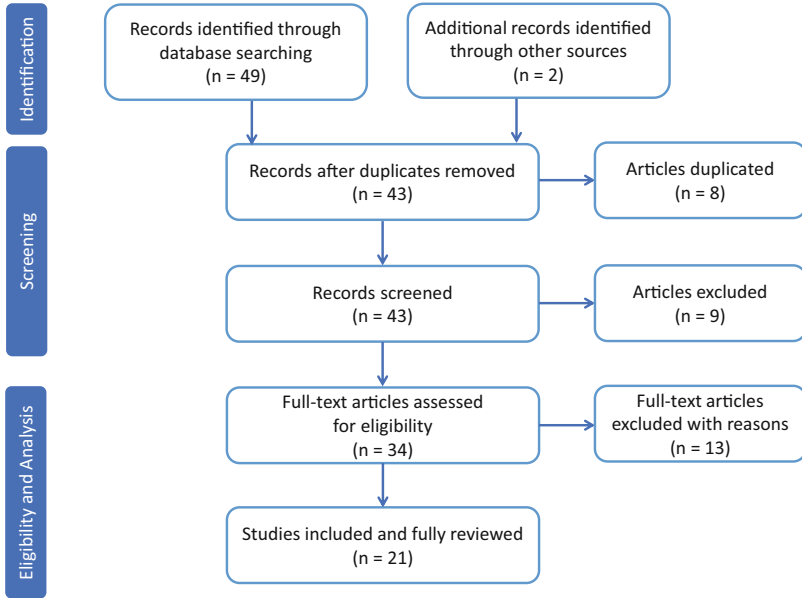 Identification
Records identified through
database searching
(n = 49)
Additional records identified
through other sources
(n = 2)
Screening
Records after duplicates removed
(n = 43)
Articles duplicated
(n = 8)
Records screened
(n = 43)
Articles excluded
(n = 9)
Eligibility and Analysis
Full-text articles assessed
for eligibility
(n = 34)
Full-text articles
excluded with reasons
(n = 13)
Studies included and fully reviewed
(n = 21)